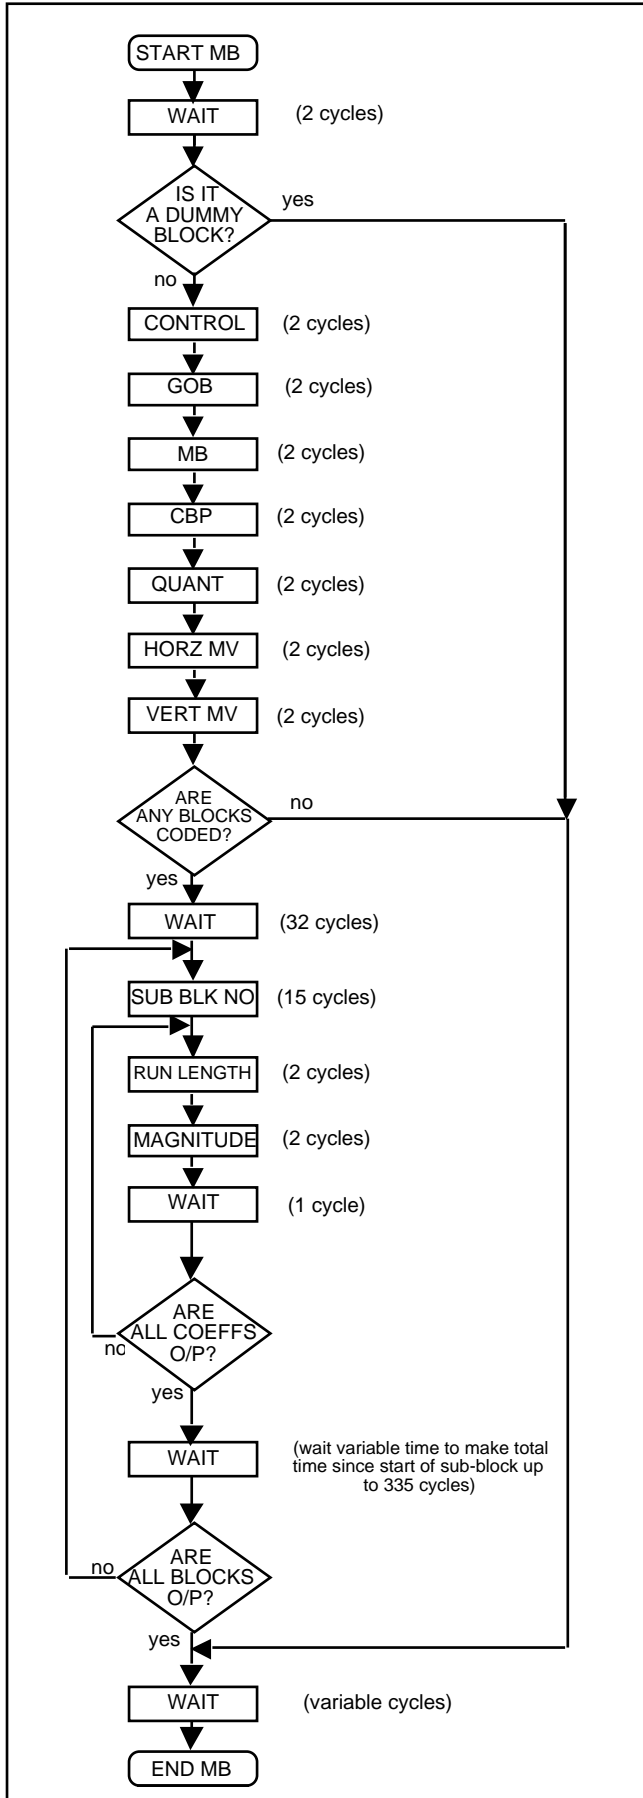 START MB
WAIT (2 cycles)
IS IT
A DUMMY
BLOCK?
yes
no
CONTROL (2 cycles)
GOB (2 cycles)
MB (2 cycles)
CBP (2 cycles)
QUANT (2 cycles)
HORZ MV (2 cycles)
VERT MV (2 cycles)
ARE
ANY BLOCKS
CODED?
no
yes
WAIT (32 cycles)
SUB BLK NO (15 cycles)
RUN LENGTH (2 cycles)
MAGNITUDE (2 cycles)
WAIT (1 cycle)
ARE
ALL COEFFS
O/P?
no
yes
WAIT
(wait variable time to make total
time since start of sub-block up
to 335 cycles)
ARE
ALL BLOCKS
O/P?
no
yes
WAIT (variable cycles)
END MB